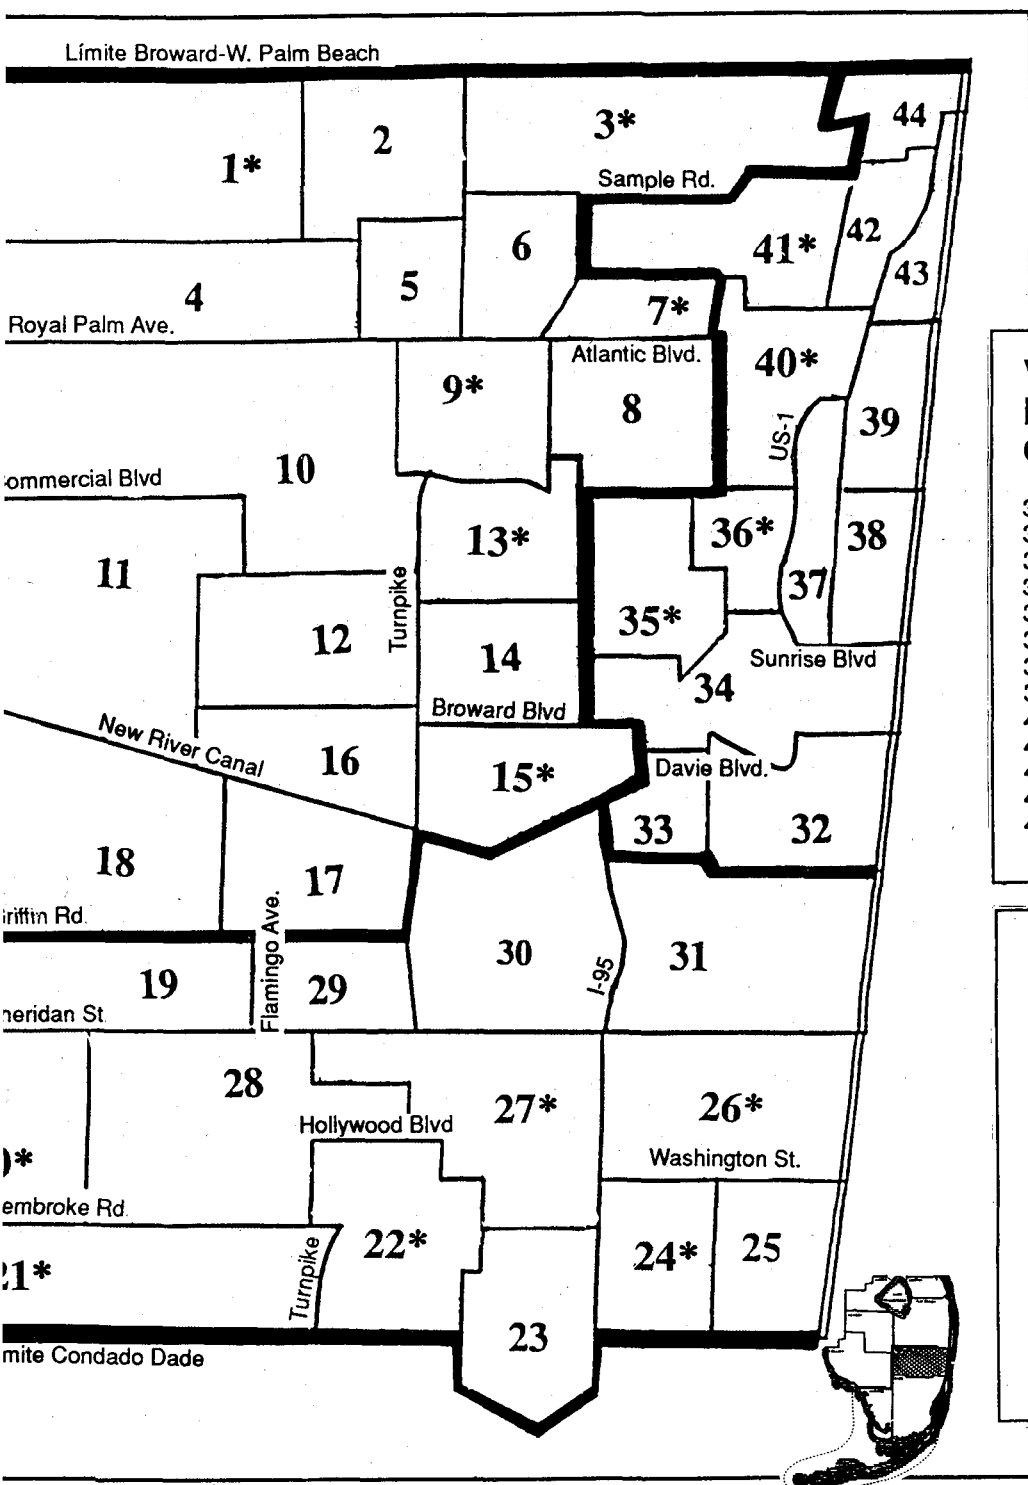 Límite Broward-W. Palm Beach
1*
2
3*
44
Sample Rd.
6
41*
42
43
5
4
7*
Royal Palm Ave.
Atlantic Blvd.
40*
9*
8
39
US-1
10
ommercial Blvd
13*
36*
38
11
Turnpike
37
12
35*
14
Sunrise Blvd
34
Broward Blvd
New River Canal
16
15*
Davie Blvd.
33
32
18
17
riffin Rd.
Flamingo Ave.
30
31
I-95
19
29
heridan St.
28
27*
26*
Hollywood Blvd
Washington St.
*
embroke Rd.
22*
24*
25
21*
Turnpike
23
mite Condado Dade